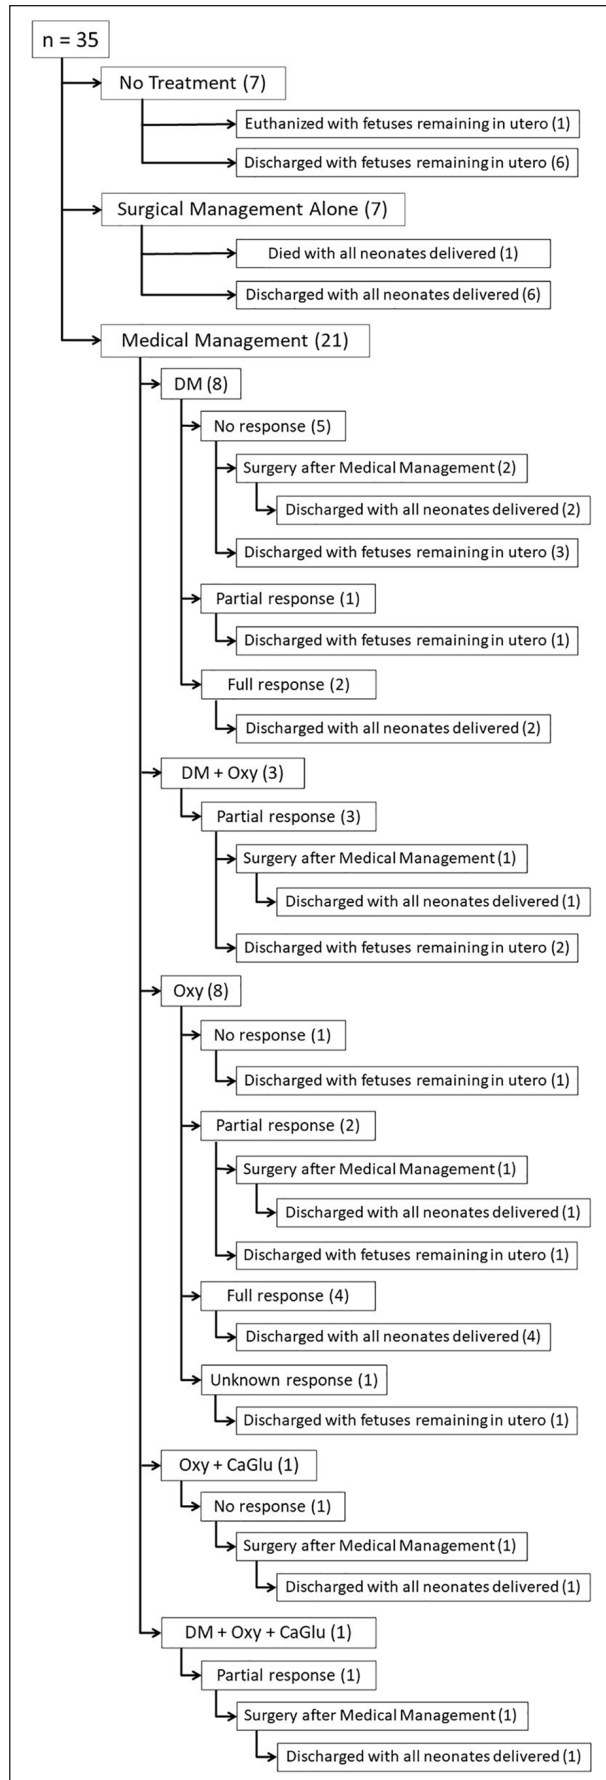 n = 35
No Treatment (7)
Euthanized with fetuses remaining in utero (1)
Discharged with fetuses remaining in utero (6)
Surgical Management Alone (7)
Died with all neonates delivered (1)
Discharged with all neonates delivered (6)
Medical Management (21)
DM (8)
No response (5)
Surgery after Medical Management (2)
Discharged with all neonates delivered (2)
Discharged with fetuses remaining in utero (3)
Partial response (1)
Discharged with fetuses remaining in utero (1)
Full response (2)
Discharged with all neonates delivered (2)
DM + Oxy (3)
Partial response (3)
Surgery after Medical Management (1)
Discharged with all neonates delivered (1)
Discharged with fetuses remaining in utero (2)
Oxy (8)
No response (1)
Discharged with fetuses remaining in utero (1)
Partial response (2)
Surgery after Medical Management (1)
Discharged with all neonates delivered (1)
Discharged with fetuses remaining in utero (1)
Full response (4)
Discharged with all neonates delivered (4)
Unknown response (1)
Discharged with fetuses remaining in utero (1)
Oxy + CaGlu (1)
No response (1)
Surgery after Medical Management (1)
Discharged with all neonates delivered (1)
DM + Oxy + CaGlu (1)
Partial response (1)
Surgery after Medical Management (1)
Discharged with all neonates delivered (1)